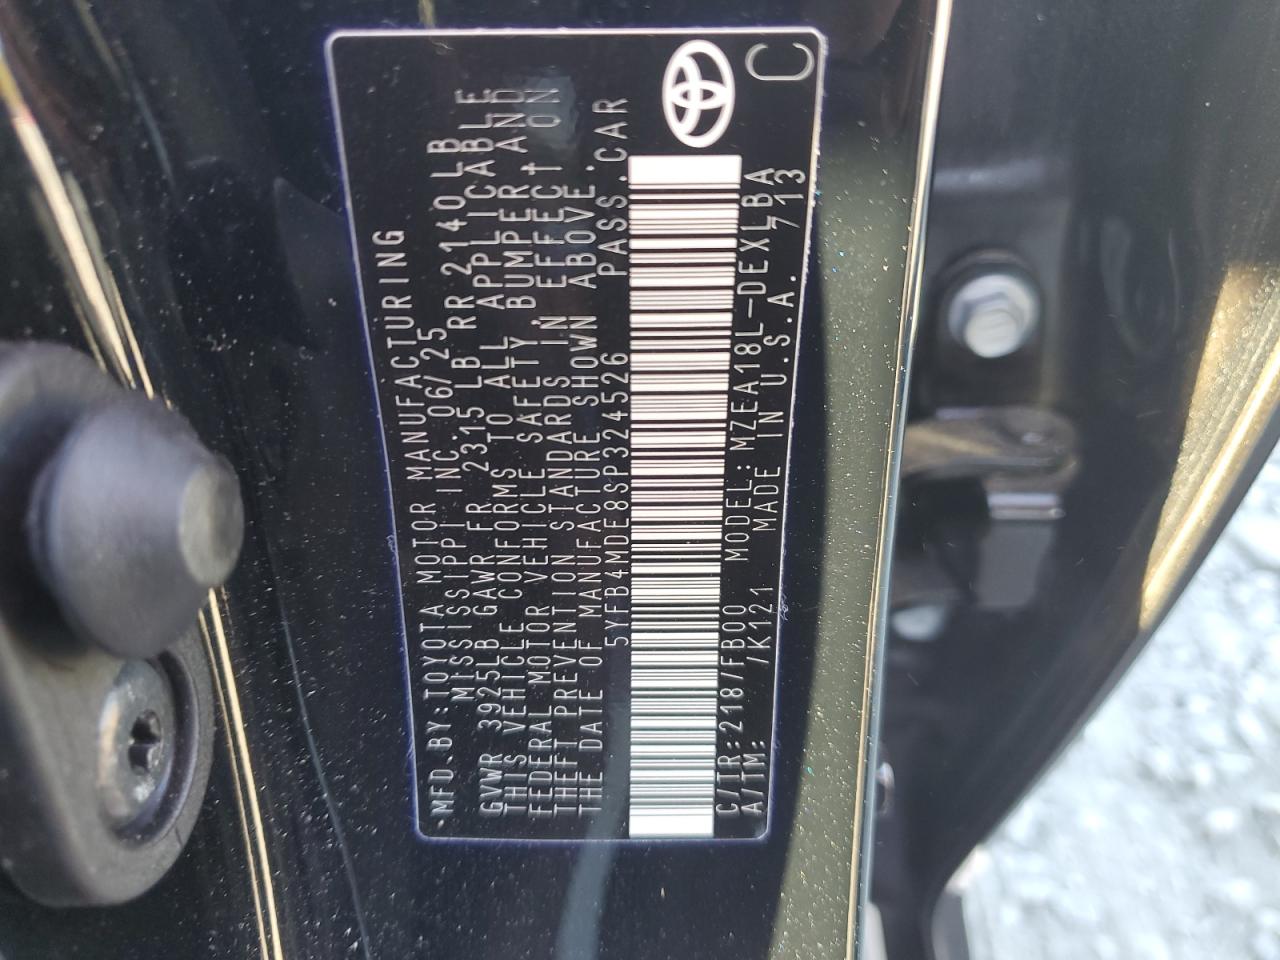 MFD.BY:TOYOTA MOTOR MANUFACTURING
MISSISSIPPI INC. 06/25
GVWR 3925LB GAWR FR 2315 LB RR 2140LB
THIS VEHICLE CONFORMS TO ALL APPLICABLE
FEDERAL MOTOR VEHICLE SAFETY BUMPER, AND
THEFT PREVENTION STANDARDS IN EFFECT ON
THE DATE OF MANUFACTURE SHOWN ABOVE.
5YFB4MDE8SP324526 PASS.CAR
C/TR:218/FB00 MODEL:MZEA18L-DEXLBA
A/TM: /K121 MADE IN U.S.A. 713
C